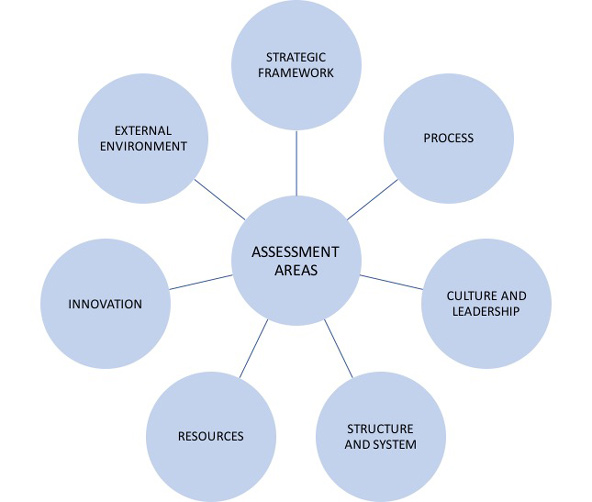 STRATEGIC
FRAMEWORK
EXTERNAL
ENVIRONMENT
PROCESS
ASSESSMENT
AREAS
INNOVATION
CULTURE AND
LEADERSHIP
RESOURCES
STRUCTURE
AND SYSTEM